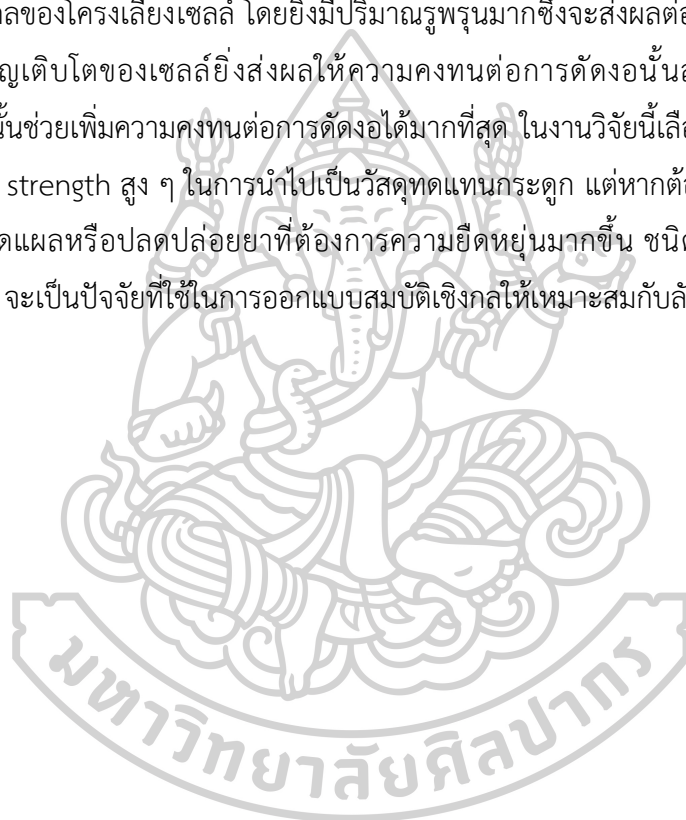 ลของโครงเลี้ยงเซลล์ โดยยิ่งมีปริมาณรูพรุนมากซึ่งจะส่งผลต่อ
ญเติบโตของเซลล์ยิ่งส่งผลให้ความคงทนต่อการดัดงอนั้น
นั้นช่วยเพิ่มความคงทนต่อการดัดงอได้มากที่สุด ในงานวิจัยนี้เลือ
strength สูง ๆ ในการนำไปเป็นวัสดุทดแทนกระดูก แต่หากต้
ดแผลหรือปลดปล่อยยาที่ต้องการความยืดหยุ่นมากขึ้น ชนิด
จะเป็นปัจจัยที่ใช้ในการออกแบบสมบัติเชิงกลให้เหมาะสมกับลั
มหาวิทยาลัยศิลปากร